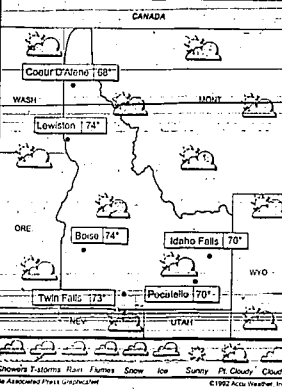 CANADA
Coeur D'Alene 68°
WASH
MONT.
Lewiston 74°
ORE.
Boise 74°
Idaho Falls 70°
WYO
Twin Falls 73°
Pocatello 70°
NEV
UTAH
Showers T-storms Rain Flurries Snow Ice Sunny Pt. Cloudy Cloudy
Associated Press GraphicsNet
©1992 Accu Weather, Inc